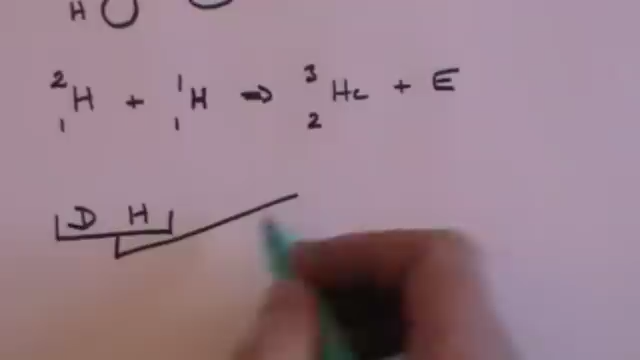 H
²₁H + ¹₁H → ³₂He + E
D H